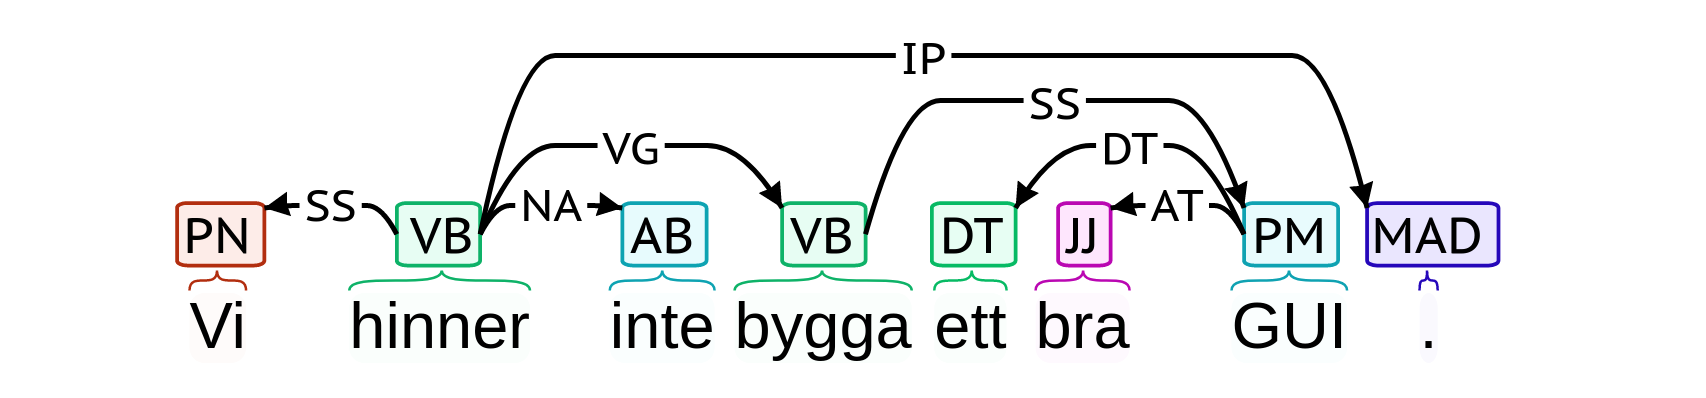 IP
SS
VG DT
SS NA AT
PN VB AB VB DT JJ PM MAD
Vi hinner inte bygga ett bra GUI .